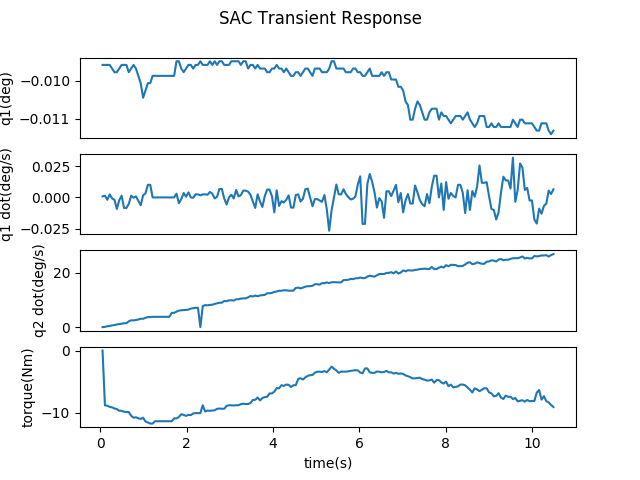 SAC Transient Response
q1(deg)
−0.010
−0.011
q1 dot(deg/s)
0.025
0.000
−0.025
q2 dot(deg/s)
20
0
torque(Nm)
0
−10
0 2 4 6 8 10
time(s)